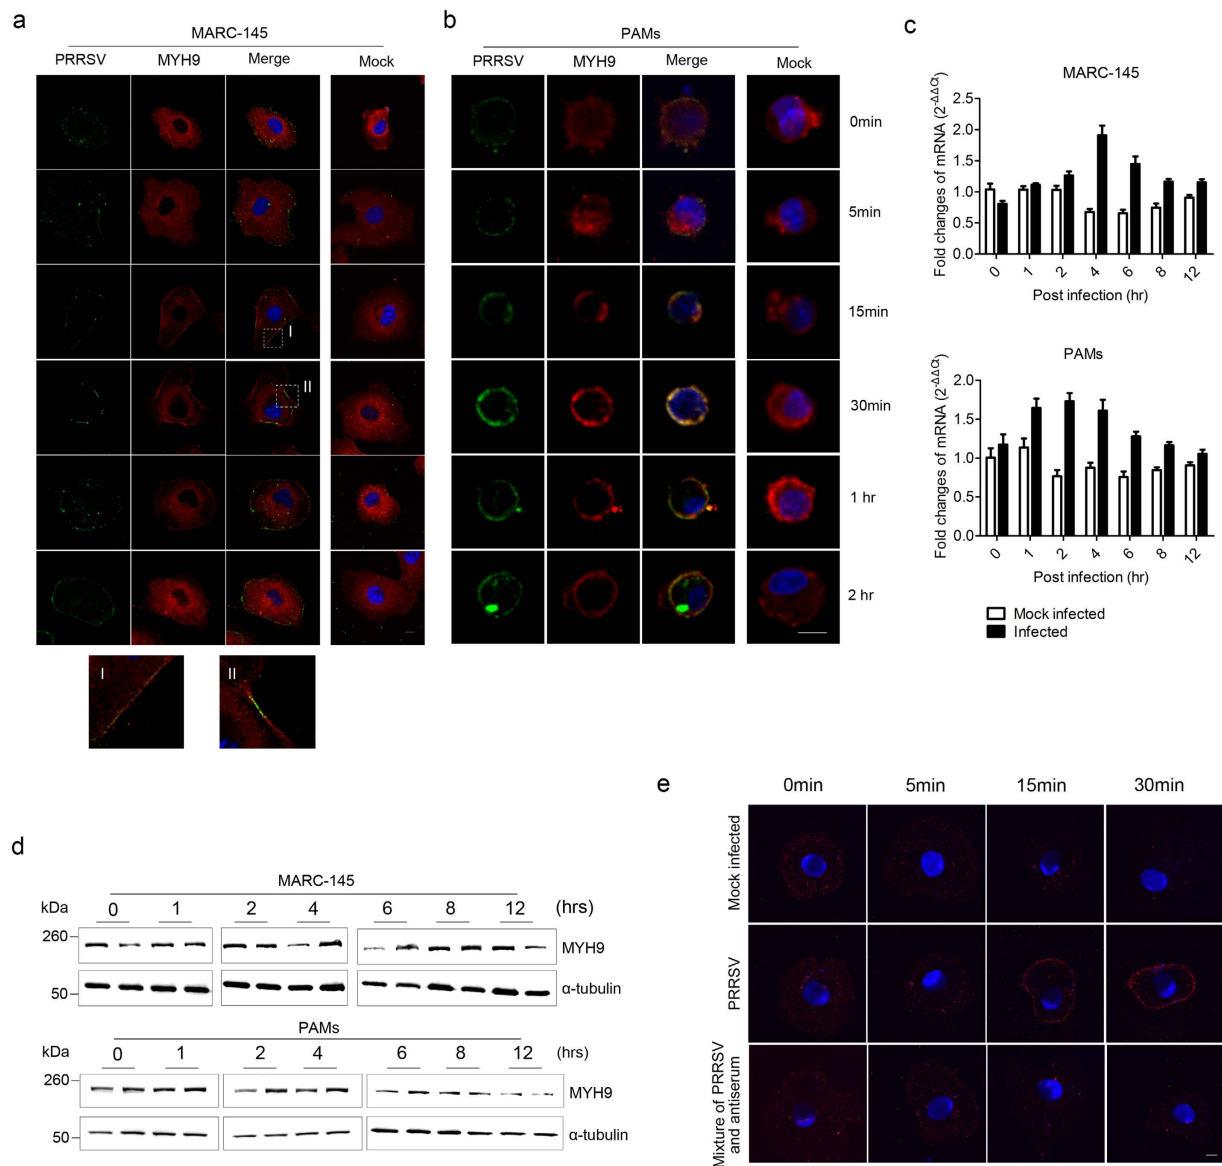 a
MARC-145
PRRSV MYH9 Merge Mock
I
II
I
II
b
PAMs
PRRSV MYH9 Merge Mock
0min
5min
15min
30min
1 hr
2 hr
c
MARC-145
Fold changes of mRNA (2-ΔΔCt)
2.5
2.0
1.5
1.0
0.5
0.0
0 1 2 4 6 8 12
Post infection (hr)
PAMs
Fold changes of mRNA (2-ΔΔCt)
2.0
1.5
1.0
0.5
0.0
0 1 2 4 6 8 12
Post infection (hr)
Mock infected
Infected
d
MARC-145
kDa 0 1 2 4 6 8 12 (hrs)
260 MYH9
50 α-tubulin
PAMs
kDa 0 1 2 4 6 8 12 (hrs)
260 MYH9
50 α-tubulin
e
0min 5min 15min 30min
Mock infected
PRRSV
Mixture of PRRSV
and antiserum